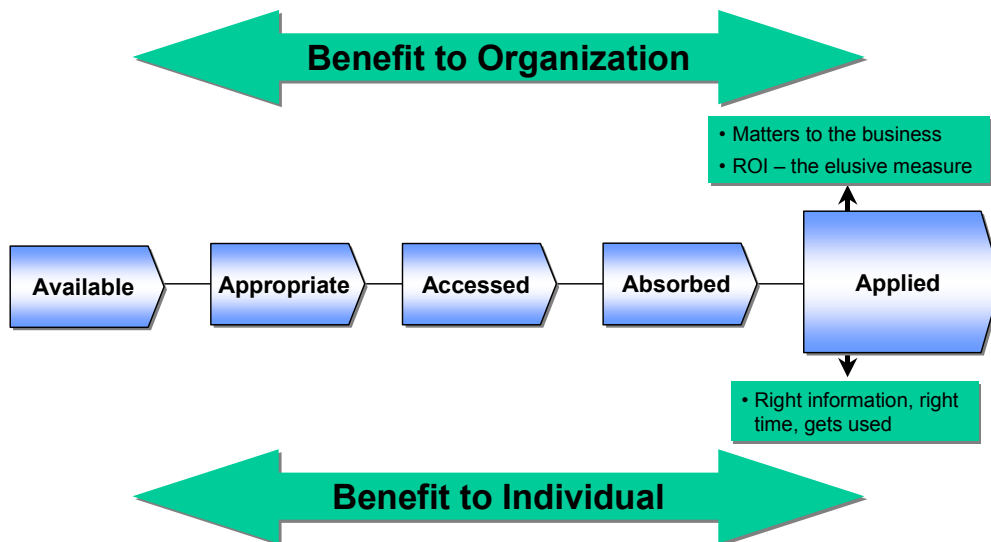 Benefit to Organization
• Matters to the business
• ROI – the elusive measure
Available
Appropriate
Accessed
Absorbed
Applied
• Right information, right
time, gets used
Benefit to Individual